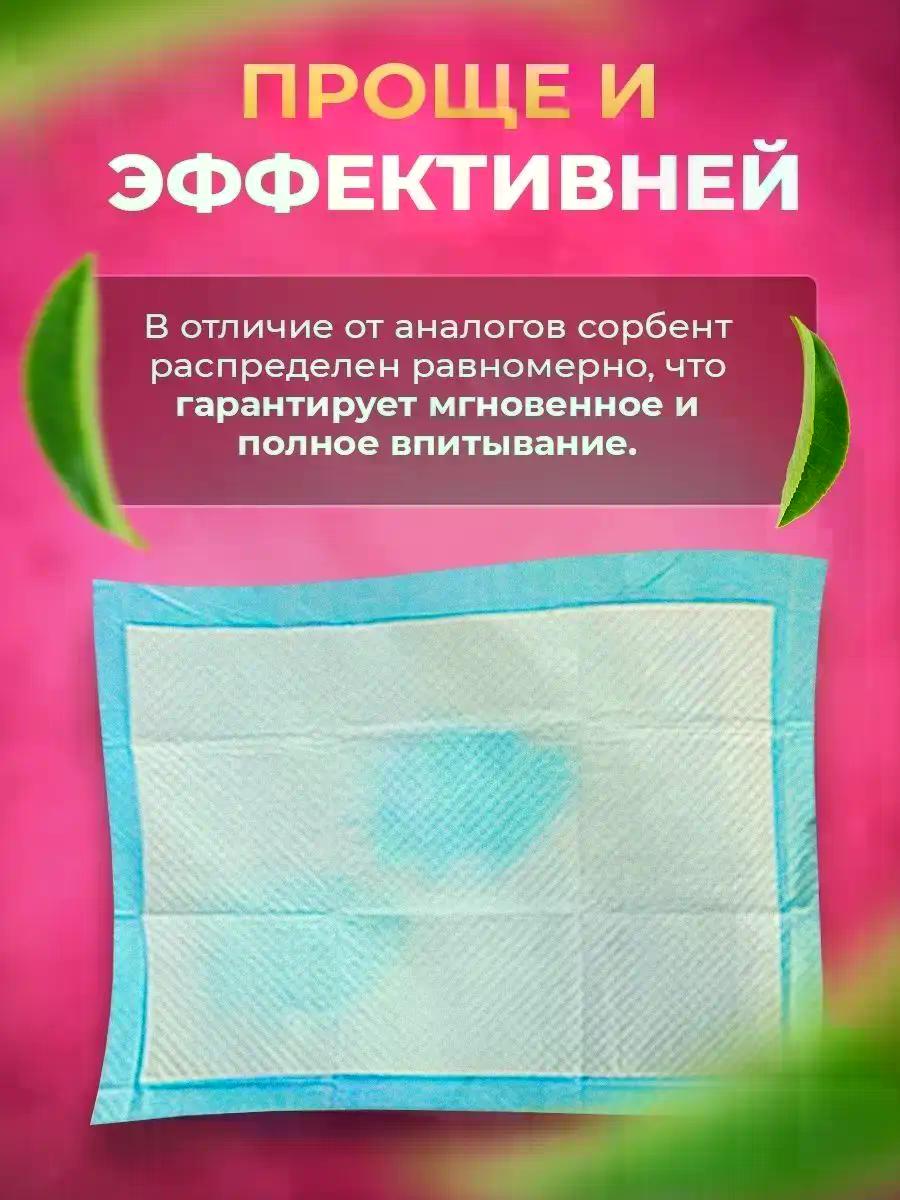 ПРОЩЕ И
ЭФФЕКТИВНЕЙ
В отличие от аналогов сорбент
распределен равномерно, что
гарантирует мгновенное и
полное впитывание.